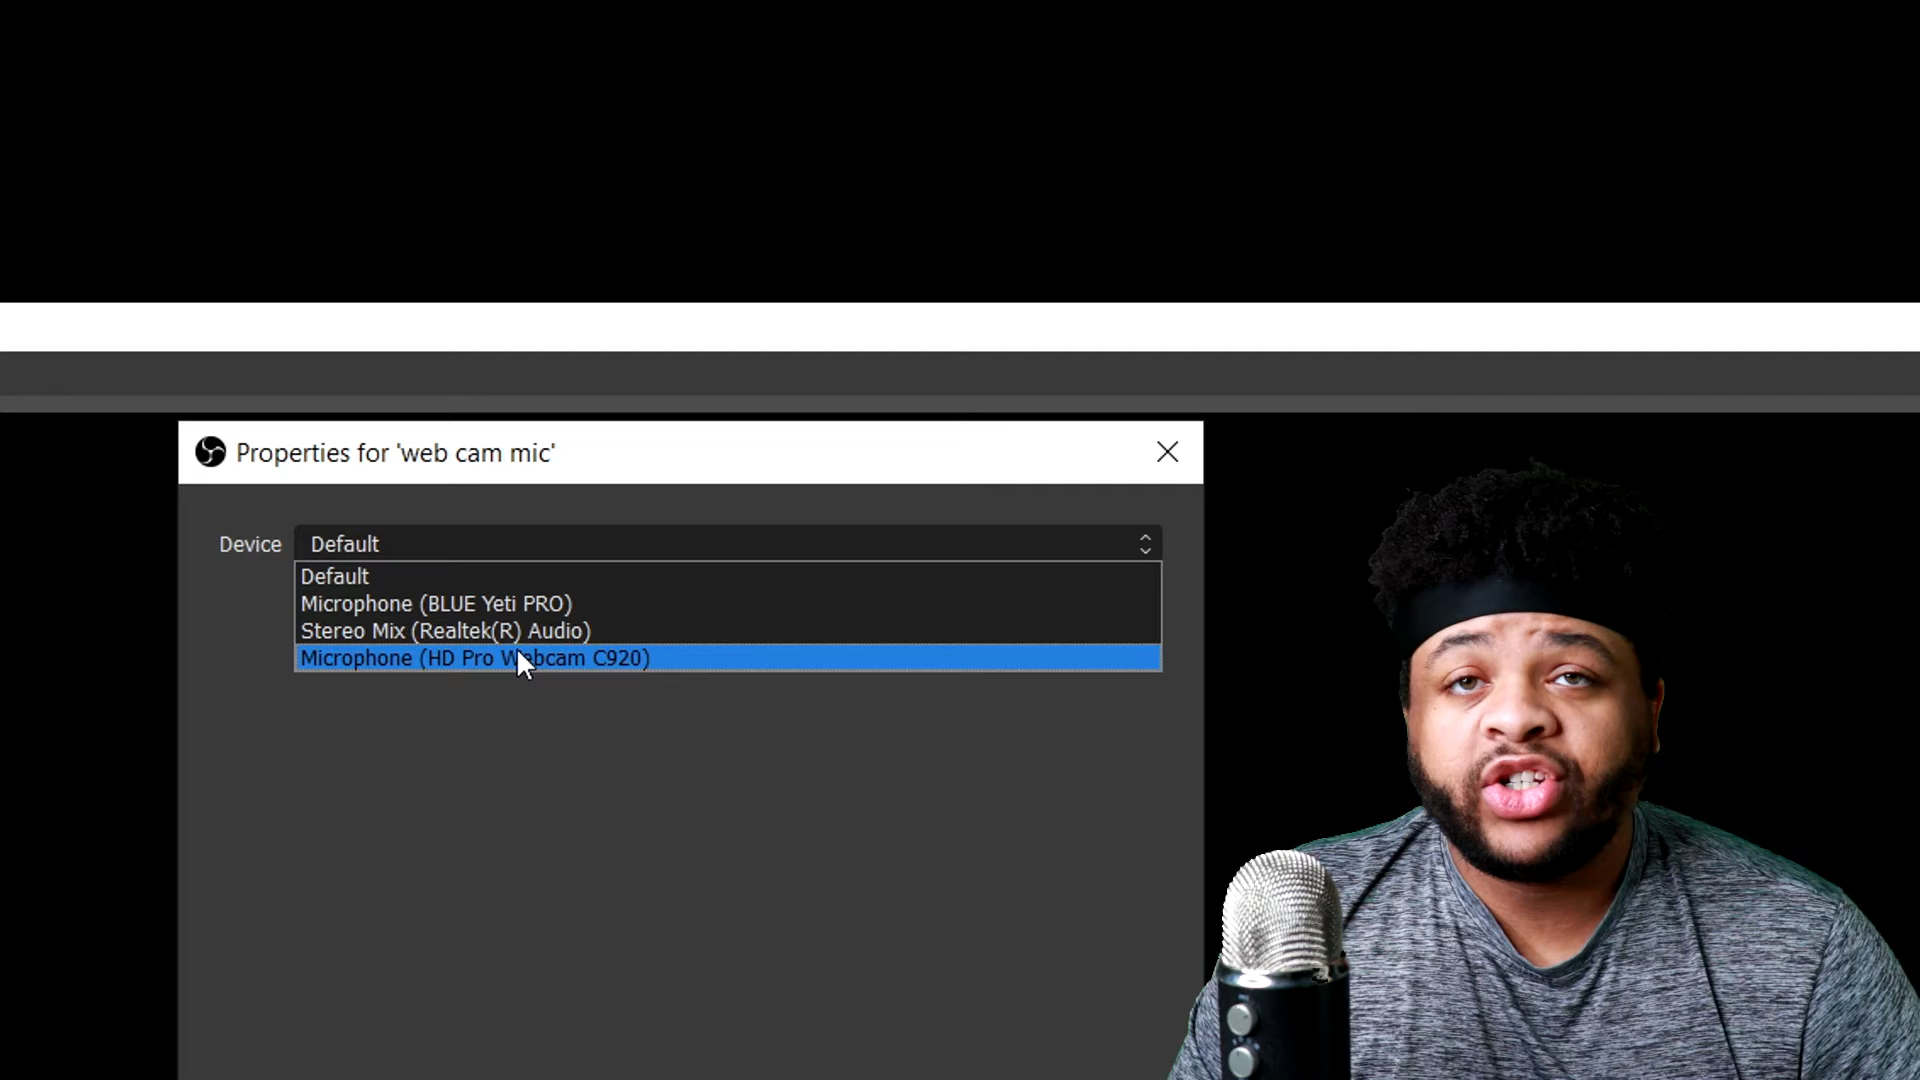 Properties for 'web cam mic'
Device Default
Default
Microphone (BLUE Yeti PRO)
Stereo Mix (Realtek(R) Audio)
Microphone (HD Pro Webcam C920)